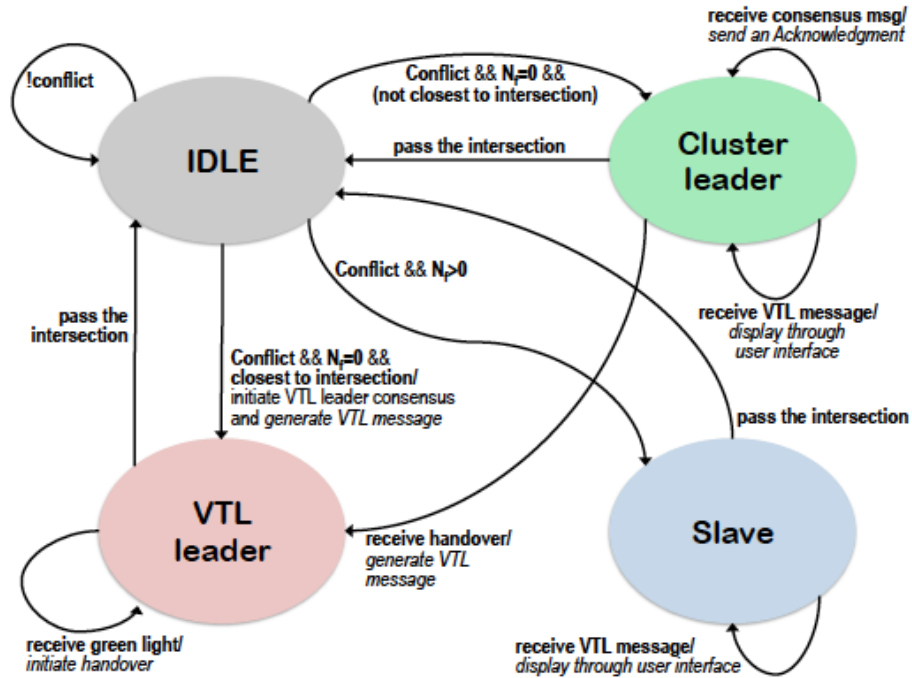 receive consensus msg/
send an Acknowledgment
!conflict
Conflict && Nf=0 &&
(not closest to intersection)
IDLE
pass the intersection
Cluster
leader
Conflict && Nf>0
pass the
intersection
receive VTL message/
display through
user interface
Conflict && Nf=0 &&
closest to intersection/
initiate VTL leader consensus
and generate VTL message
pass the intersection
VTL
leader
receive handover/
generate VTL
message
Slave
receive green light/
initiate handover
receive VTL message/
display through user interface